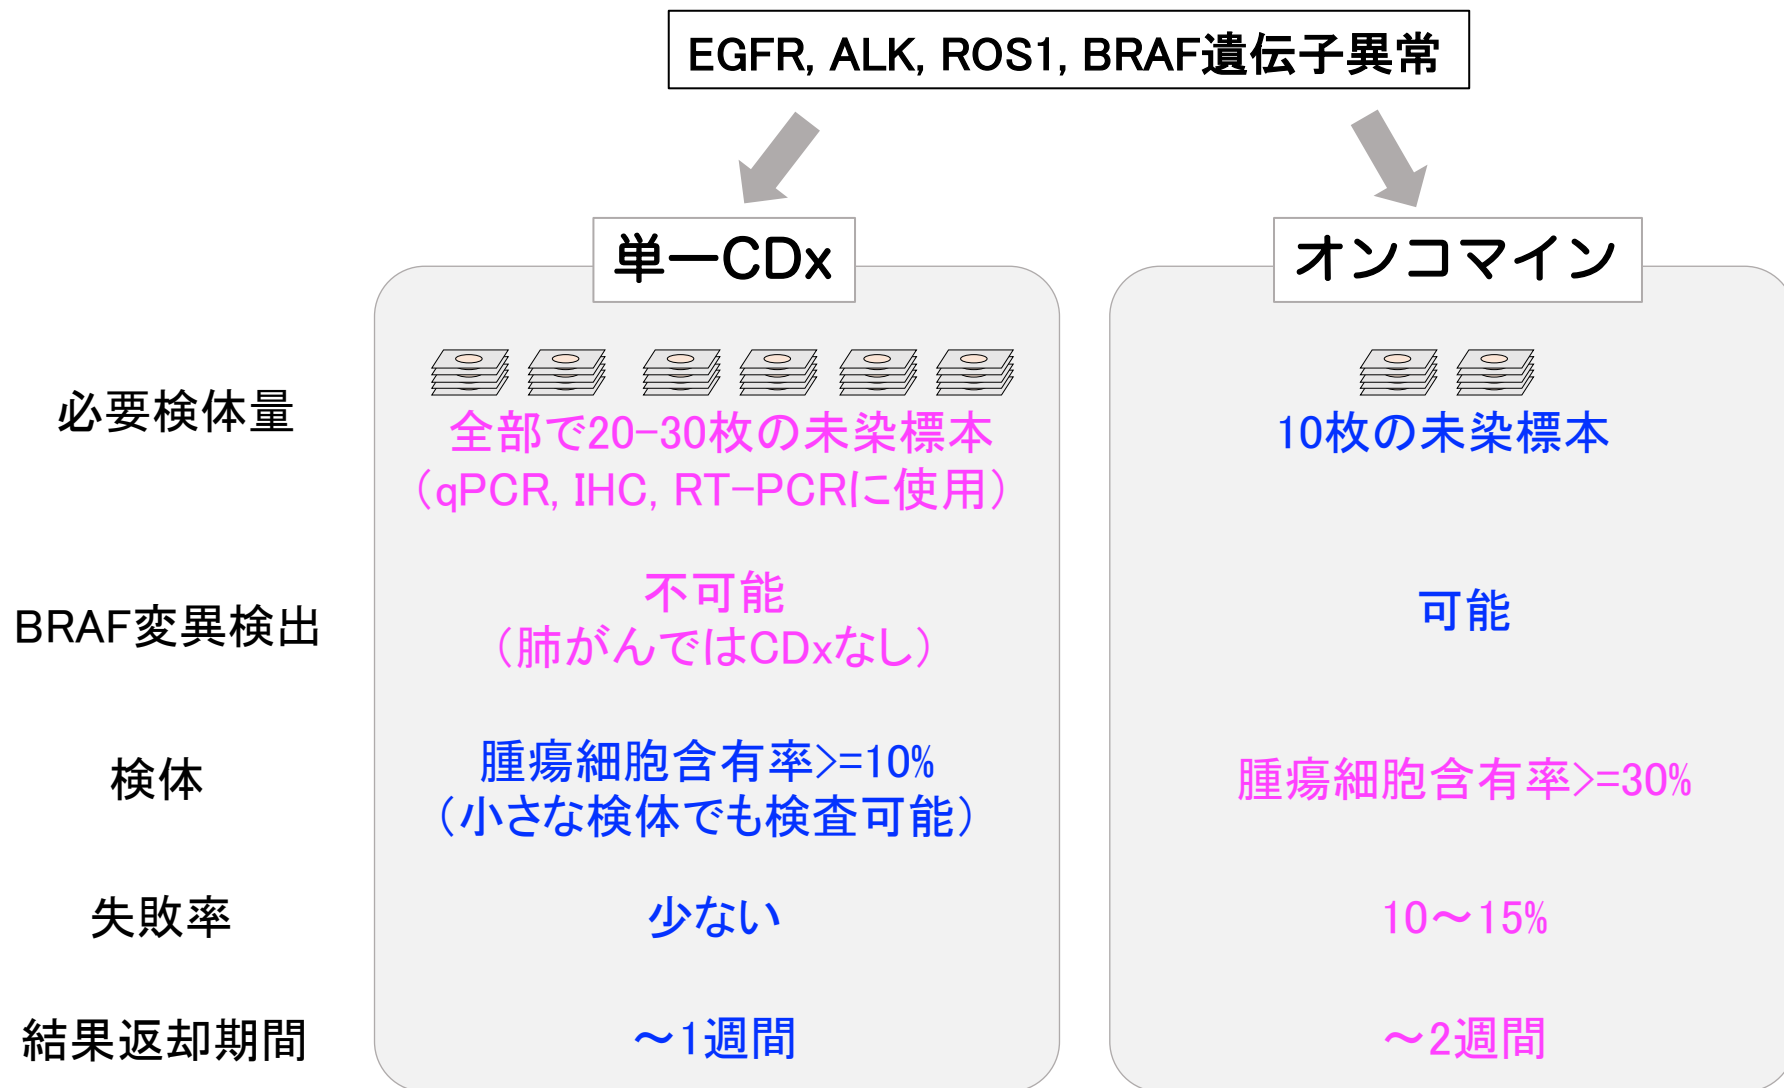 EGFR, ALK, ROS1, BRAF遺伝子異常
単一CDx
オンコマイン
必要検体量
全部で20-30枚の未染標本
（qPCR, IHC, RT-PCRに使用）
10枚の未染標本
BRAF変異検出
不可能
（肺がんではCDxなし）
可能
検体
腫瘍細胞含有率>=10%
（小さな検体でも検査可能）
腫瘍細胞含有率>=30%
失敗率
少ない
10～15%
結果返却期間
～1週間
～2週間